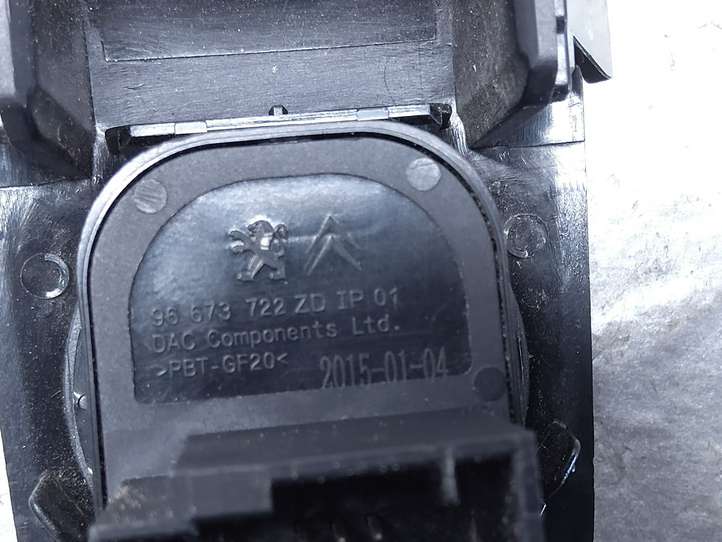 96 673 722 ZD IP 01
DAC Components Ltd.
>PBT-GF20<
2015-01-04